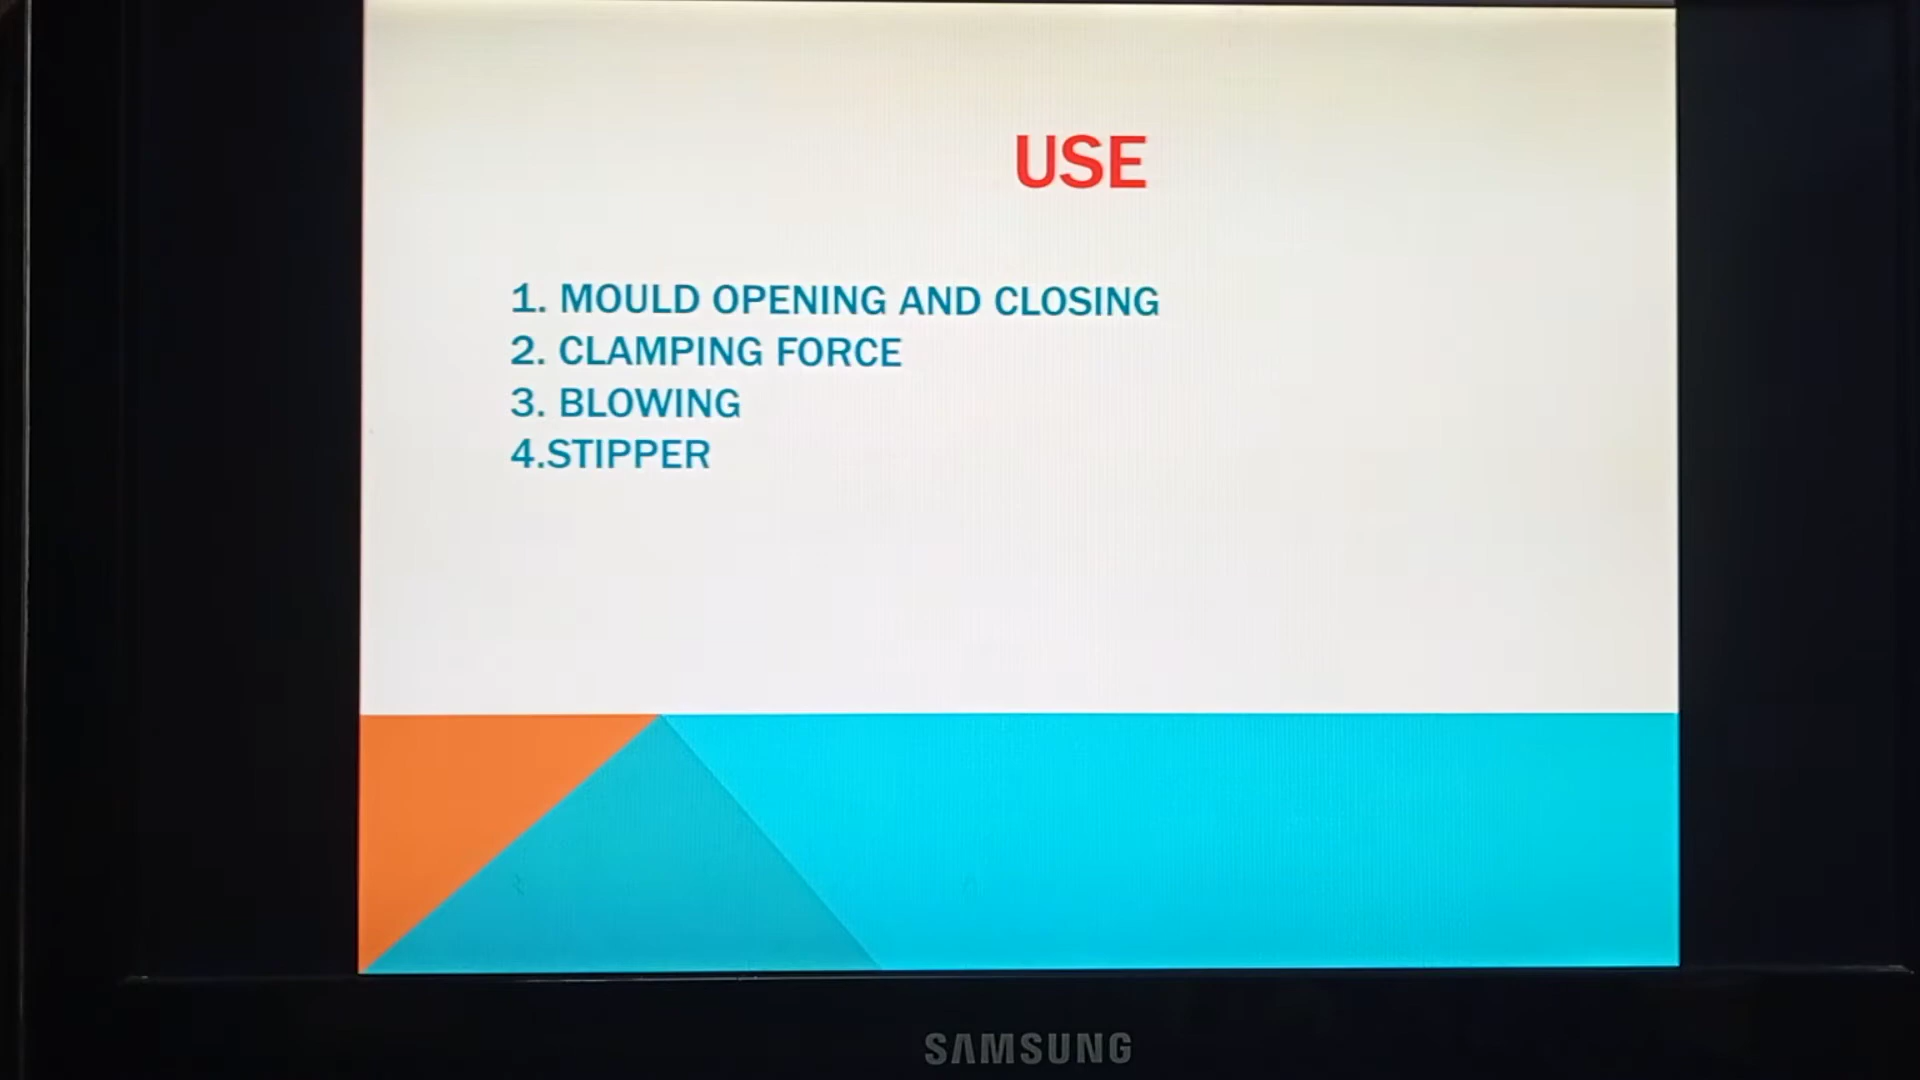 USE
1. MOULD OPENING AND CLOSING
2. CLAMPING FORCE
3. BLOWING
4.STIPPER
SAMSUNG